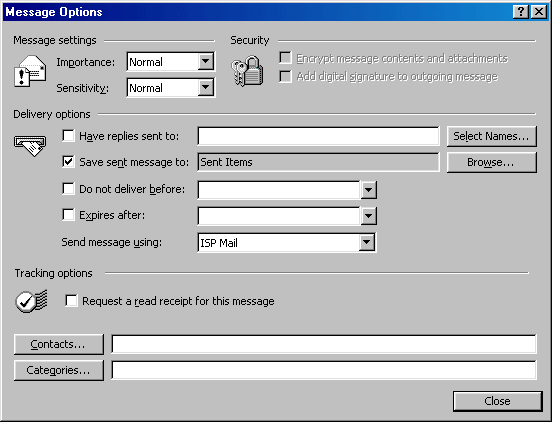 Message Options
Message settings
Importance: Normal
Sensitivity: Normal
Security
Encrypt message contents and attachments
Add digital signature to outgoing message
Delivery options
Have replies sent to: Select Names...
Save sent message to: Sent Items Browse...
Do not deliver before:
Expires after:
Send message using: ISP Mail
Tracking options
Request a read receipt for this message
Contacts...
Categories...
Close